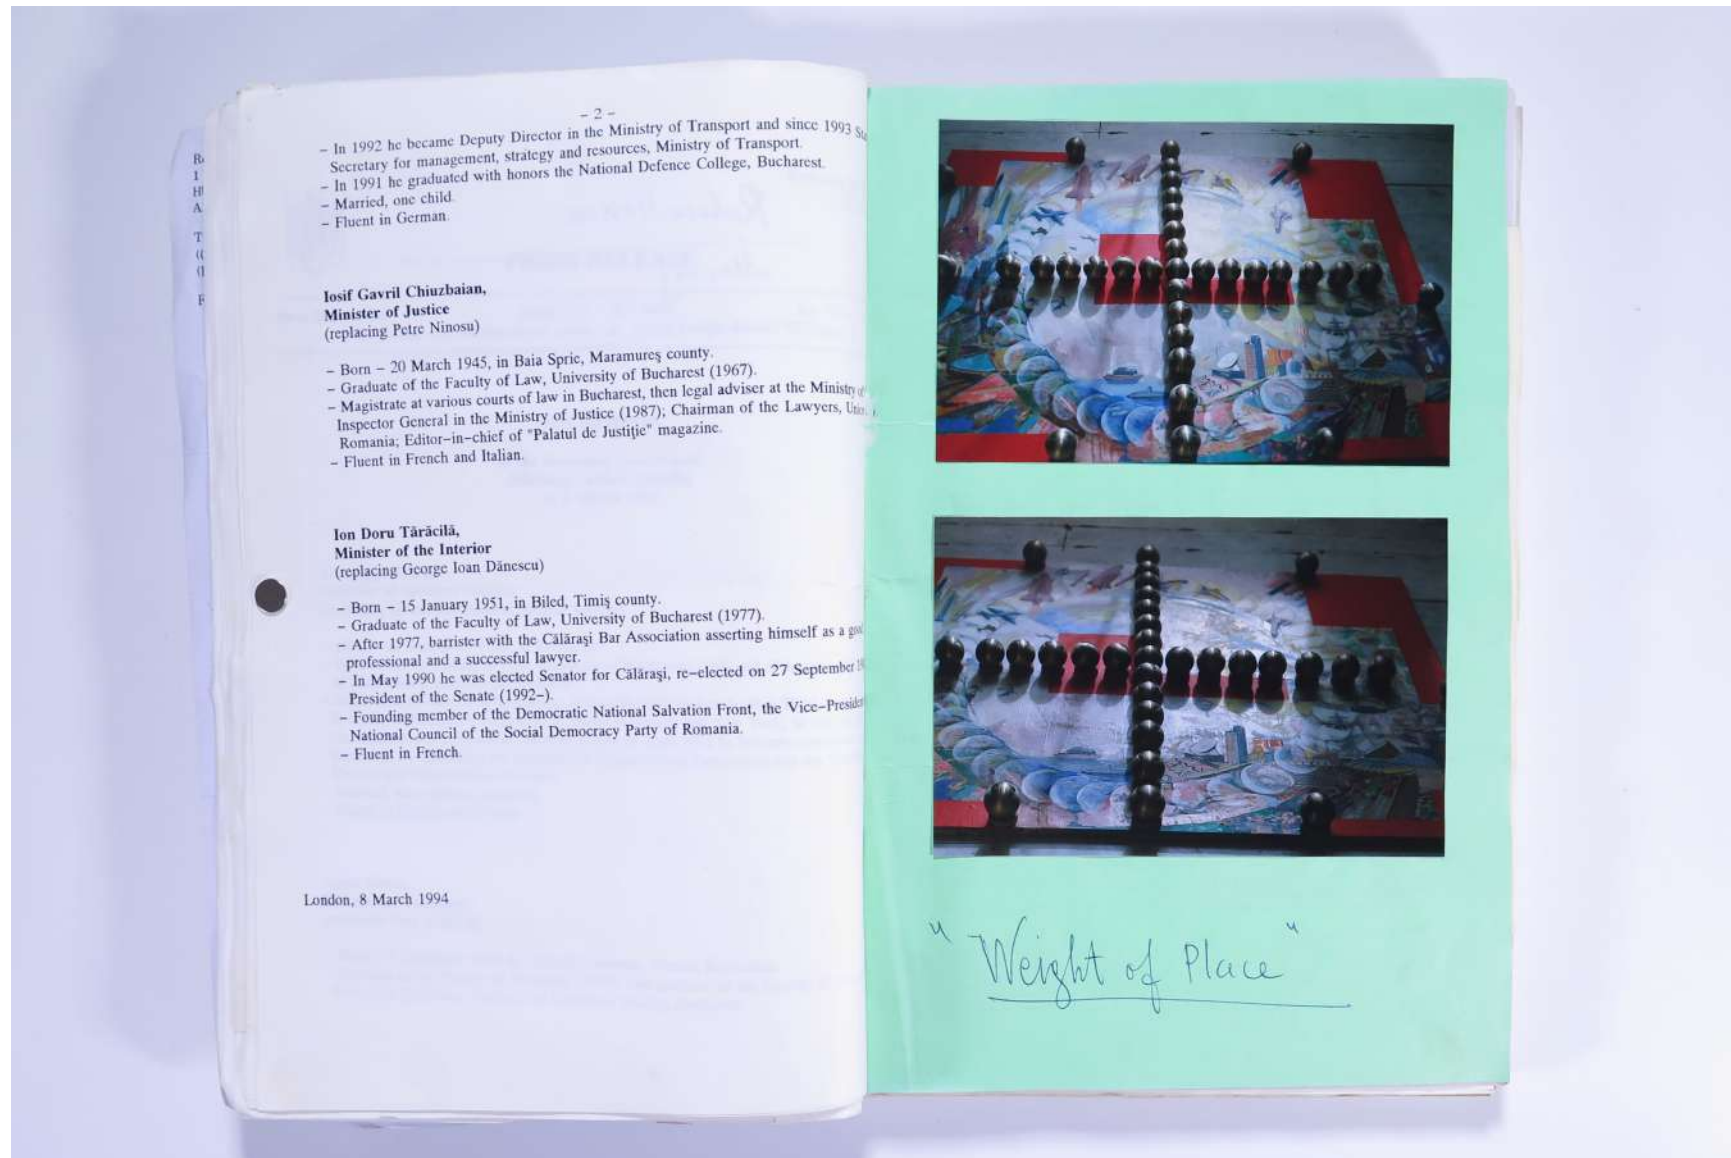 - 2 -
- In 1992 he became Deputy Director in the Ministry of Transport and since 1993
Secretary for management, strategy and resources, Ministry of Transport.
- In 1991 he graduated with honors the National Defence College, Bucharest.
- Married, one child.
- Fluent in German.
Iosif Gavril Chiuzbaian,
Minister of Justice
(replacing Petre Ninosu)
- Born - 20 March 1945, in Baia Sprie, Maramureş county.
- Graduate of the Faculty of Law, University of Bucharest (1967).
- Magistrate at various courts of law in Bucharest, then legal adviser at the Ministry of
Inspector General in the Ministry of Justice (1987); Chairman of the Lawyers,
Romania; Editor-in-chief of "Palatul de Justiţie" magazine.
- Fluent in French and Italian.
Ion Doru Tărăcilă,
Minister of the Interior
(replacing George Ioan Dănescu)
- Born - 15 January 1951, in Biled, Timiş county.
- Graduate of the Faculty of Law, University of Bucharest (1977).
- After 1977, barrister with the Călăraşi Bar Association asserting himself as a
professional and a successful lawyer.
- In May 1990 he was elected Senator for Călăraşi, re-elected on 27 September
President of the Senate (1992-).
- Founding member of the Democratic National Salvation Front, the
National Council of the Social Democracy Party of Romania.
- Fluent in French.
London, 8 March 1994
"Weight of Place"